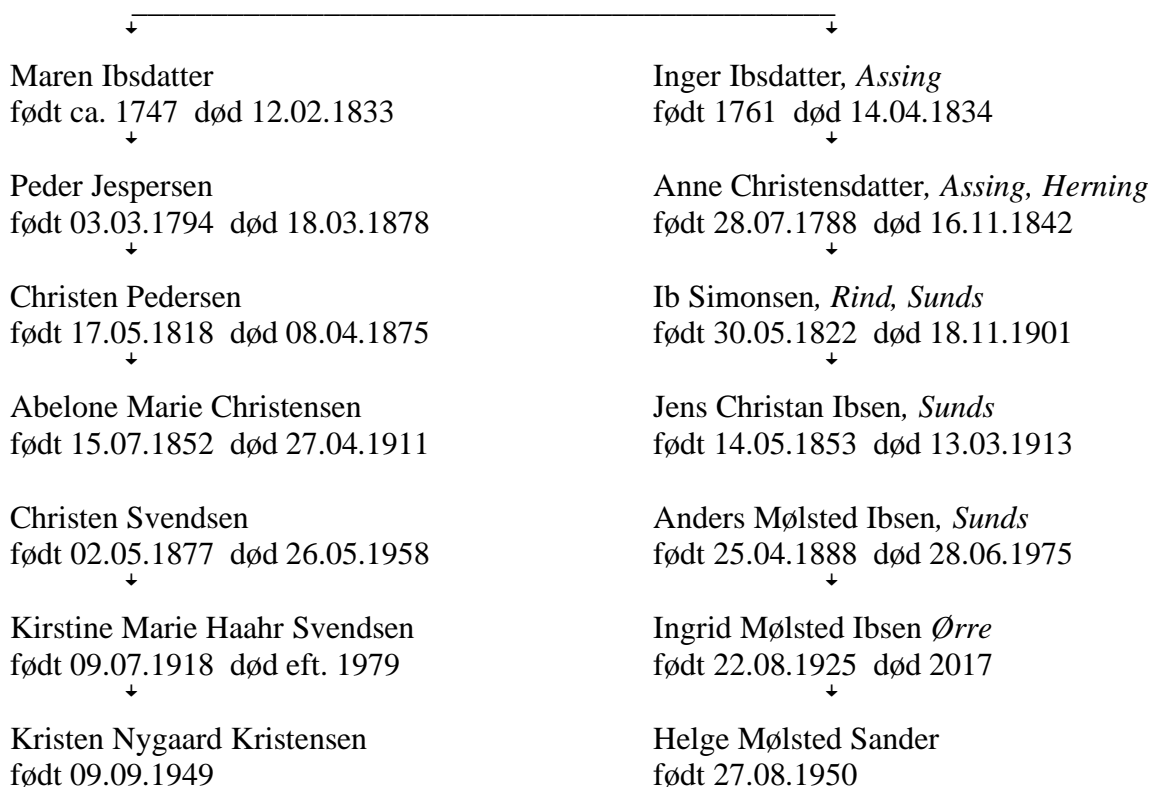 Maren Ibsdatter
født ca. 1747  død 12.02.1833
Peder Jespersen
født 03.03.1794  død 18.03.1878
Christen Pedersen
født 17.05.1818  død 08.04.1875
Abelone Marie Christensen
født 15.07.1852  død 27.04.1911
Christen Svendsen
født 02.05.1877  død 26.05.1958
Kirstine Marie Haahr Svendsen
født 09.07.1918  død eft. 1979
Kristen Nygaard Kristensen
født 09.09.1949
Inger Ibsdatter, Assing
født 1761  død 14.04.1834
Anne Christensdatter, Assing, Herning
født 28.07.1788  død 16.11.1842
Ib Simonsen, Rind, Sunds
født 30.05.1822  død 18.11.1901
Jens Christan Ibsen, Sunds
født 14.05.1853  død 13.03.1913
Anders Mølsted Ibsen, Sunds
født 25.04.1888  død 28.06.1975
Ingrid Mølsted Ibsen Ørre
født 22.08.1925  død 2017
Helge Mølsted Sander
født 27.08.1950